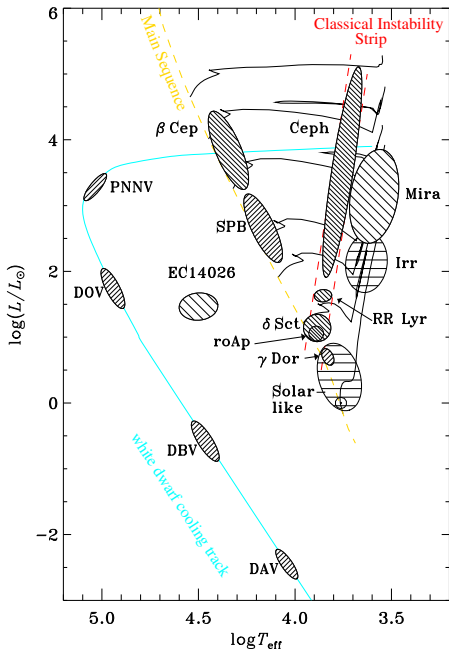 Classical Instability
Strip
Main Sequence
6
β Cep
Ceph
4
PNNV
Mira
SPB
log(L/L☉)
EC14026
Irr
2
DOV
RR Lyr
δ Sct
roAp
γ Dor
Solar
like
0
DBV
white dwarf cooling track
−2
DAV
5.0
4.5
4.0
3.5
logTeff